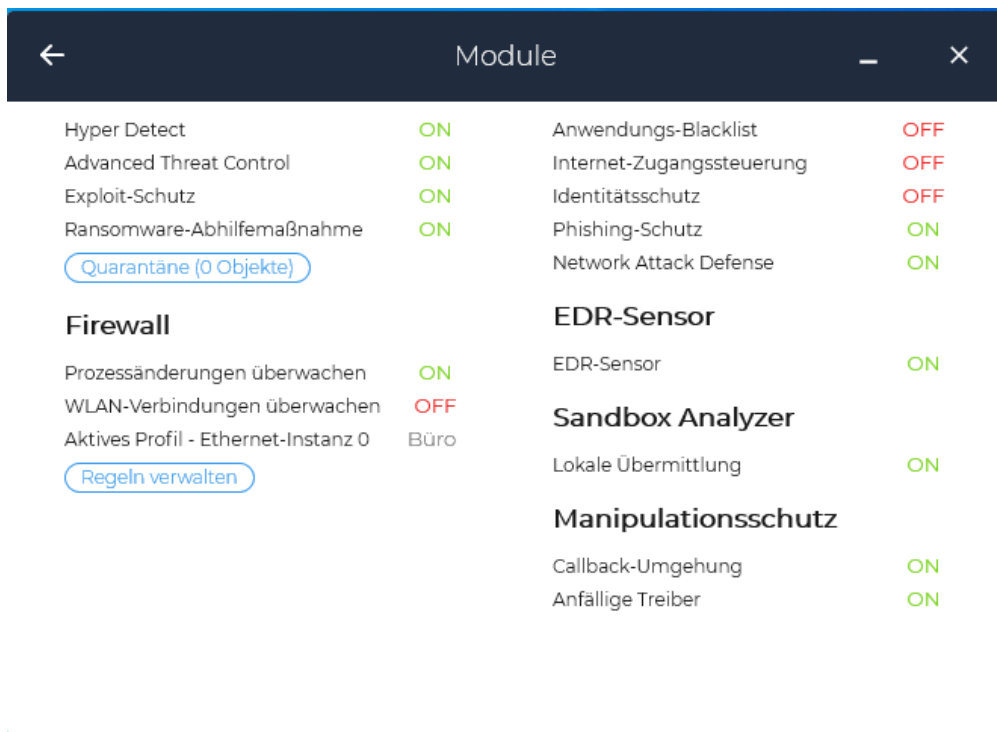 Module
Hyper Detect ON
Advanced Threat Control ON
Exploit-Schutz ON
Ransomware-Abhilfemaßnahme ON
Quarantäne (0 Objekte)
Firewall
Prozessänderungen überwachen ON
WLAN-Verbindungen überwachen OFF
Aktives Profil - Ethernet-Instanz 0 Büro
Regeln verwalten
Anwendungs-Blacklist OFF
Internet-Zugangssteuerung OFF
Identitätsschutz OFF
Phishing-Schutz ON
Network Attack Defense ON
EDR-Sensor
EDR-Sensor ON
Sandbox Analyzer
Lokale Übermittlung ON
Manipulationsschutz
Callback-Umgehung ON
Anfällige Treiber ON